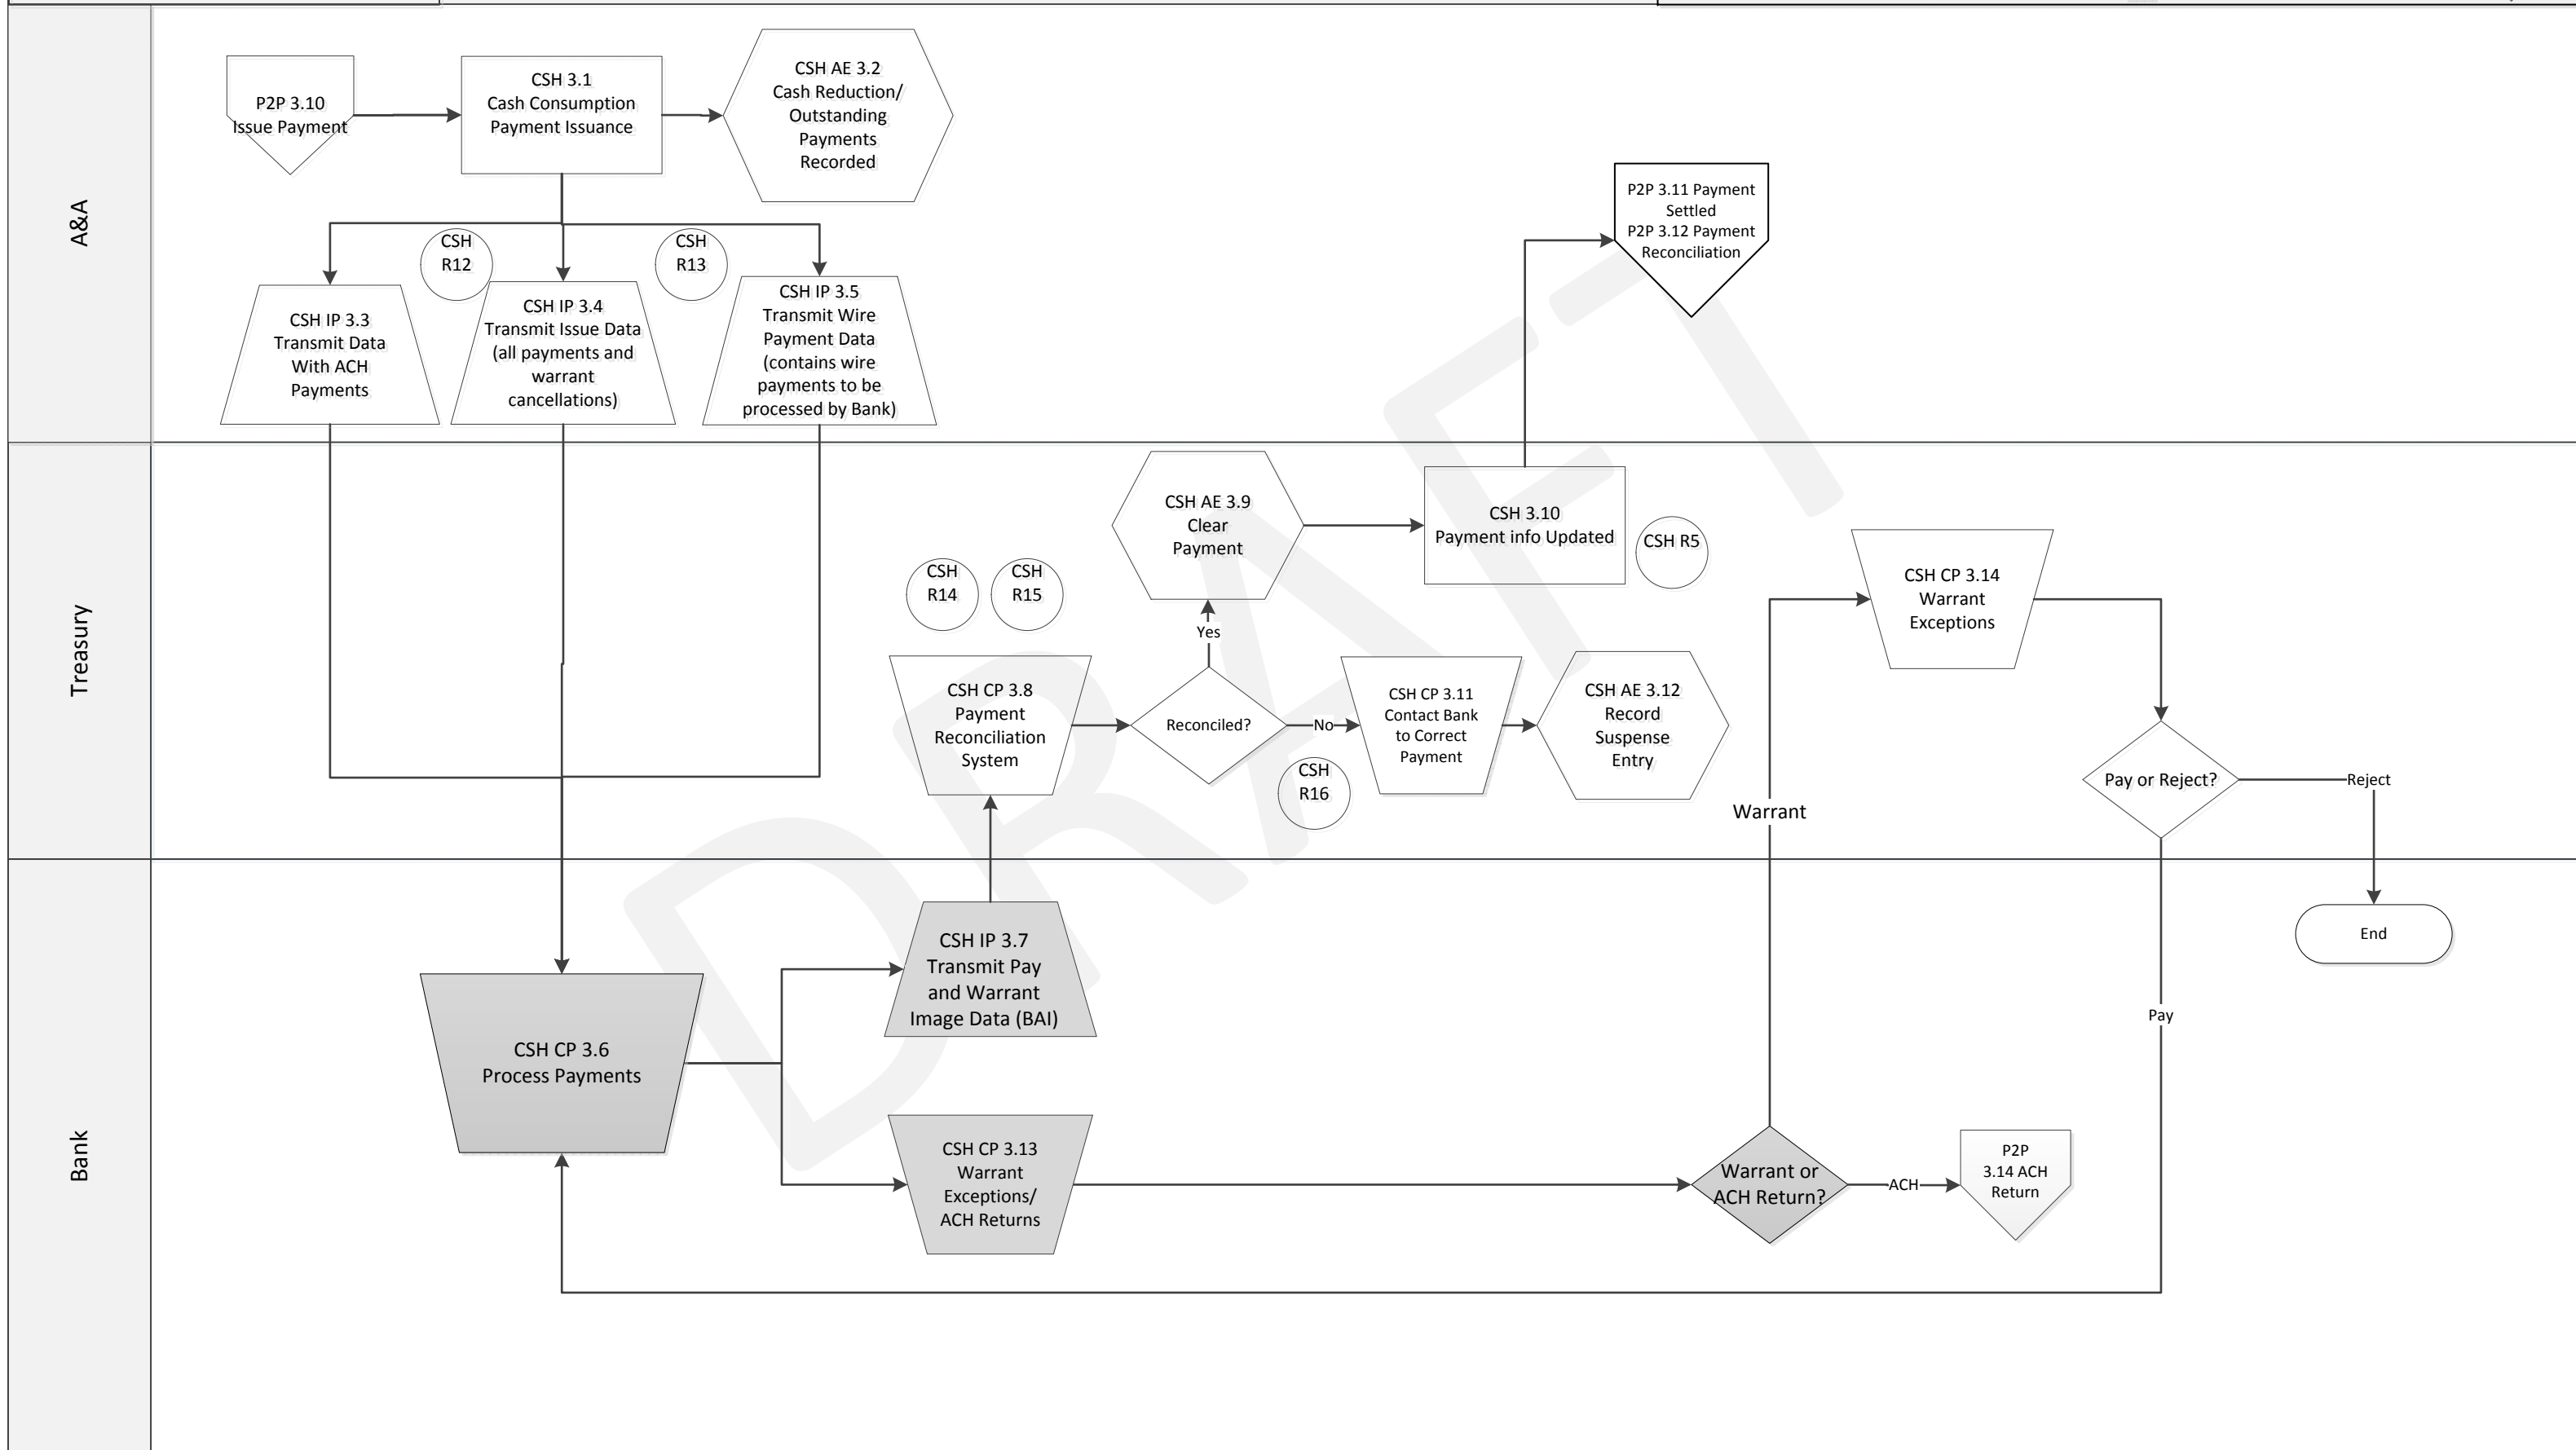 A&A
P2P 3.10
Issue Payment
CSH 3.1
Cash Consumption
Payment Issuance
CSH AE 3.2
Cash Reduction/
Outstanding
Payments
Recorded
CSH
R12
CSH
R13
CSH IP 3.3
Transmit Data
With ACH
Payments
CSH IP 3.4
Transmit Issue Data
(all payments and
warrant
cancellations)
CSH IP 3.5
Transmit Wire
Payment Data
(contains wire
payments to be
processed by Bank)
P2P 3.11 Payment
Settled
P2P 3.12 Payment
Reconciliation
Treasury
CSH
R14
CSH
R15
CSH CP 3.8
Payment
Reconciliation
System
Reconciled?
Yes
CSH AE 3.9
Clear
Payment
CSH 3.10
Payment info Updated
CSH R5
No
CSH
R16
CSH CP 3.11
Contact Bank
to Correct
Payment
CSH AE 3.12
Record
Suspense
Entry
Warrant
CSH CP 3.14
Warrant
Exceptions
Pay or Reject?
Reject
Bank
CSH CP 3.6
Process Payments
CSH IP 3.7
Transmit Pay
and Warrant
Image Data (BAI)
CSH CP 3.13
Warrant
Exceptions/
ACH Returns
Warrant or
ACH Return?
ACH
P2P
3.14 ACH
Return
Pay
End
DRAFT